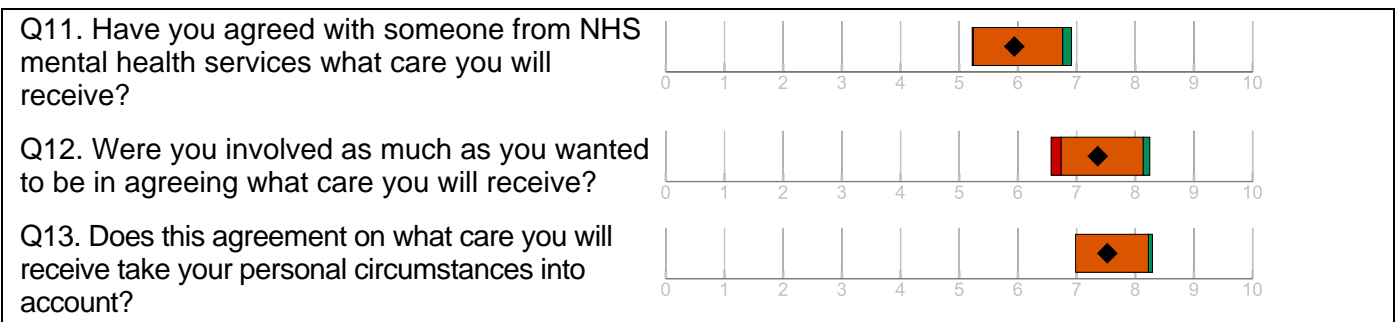 Q11. Have you agreed with someone from NHS
mental health services what care you will
receive?
0 1 2 3 4 5 6 7 8 9 10
Q12. Were you involved as much as you wanted
to be in agreeing what care you will receive?
0 1 2 3 4 5 6 7 8 9 10
Q13. Does this agreement on what care you will
receive take your personal circumstances into
account?
0 1 2 3 4 5 6 7 8 9 10